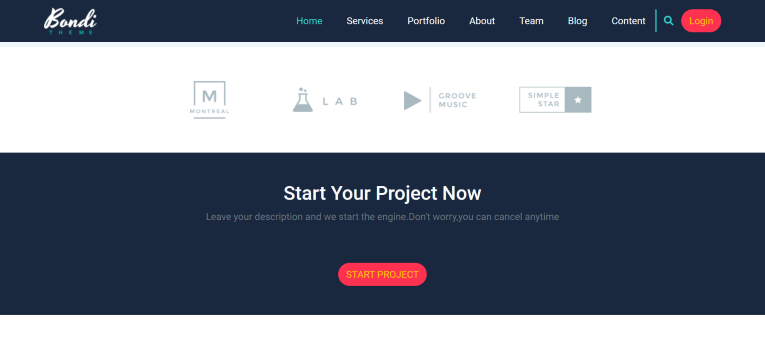 Bondi
THEME
Home Services Portfolio About Team Blog Content Login
M
MONTREAL
LAB
GROOVE
MUSIC
SIMPLE
STAR
Start Your Project Now
Leave your description and we start the engine.Don't worry,you can cancel anytime
START PROJECT